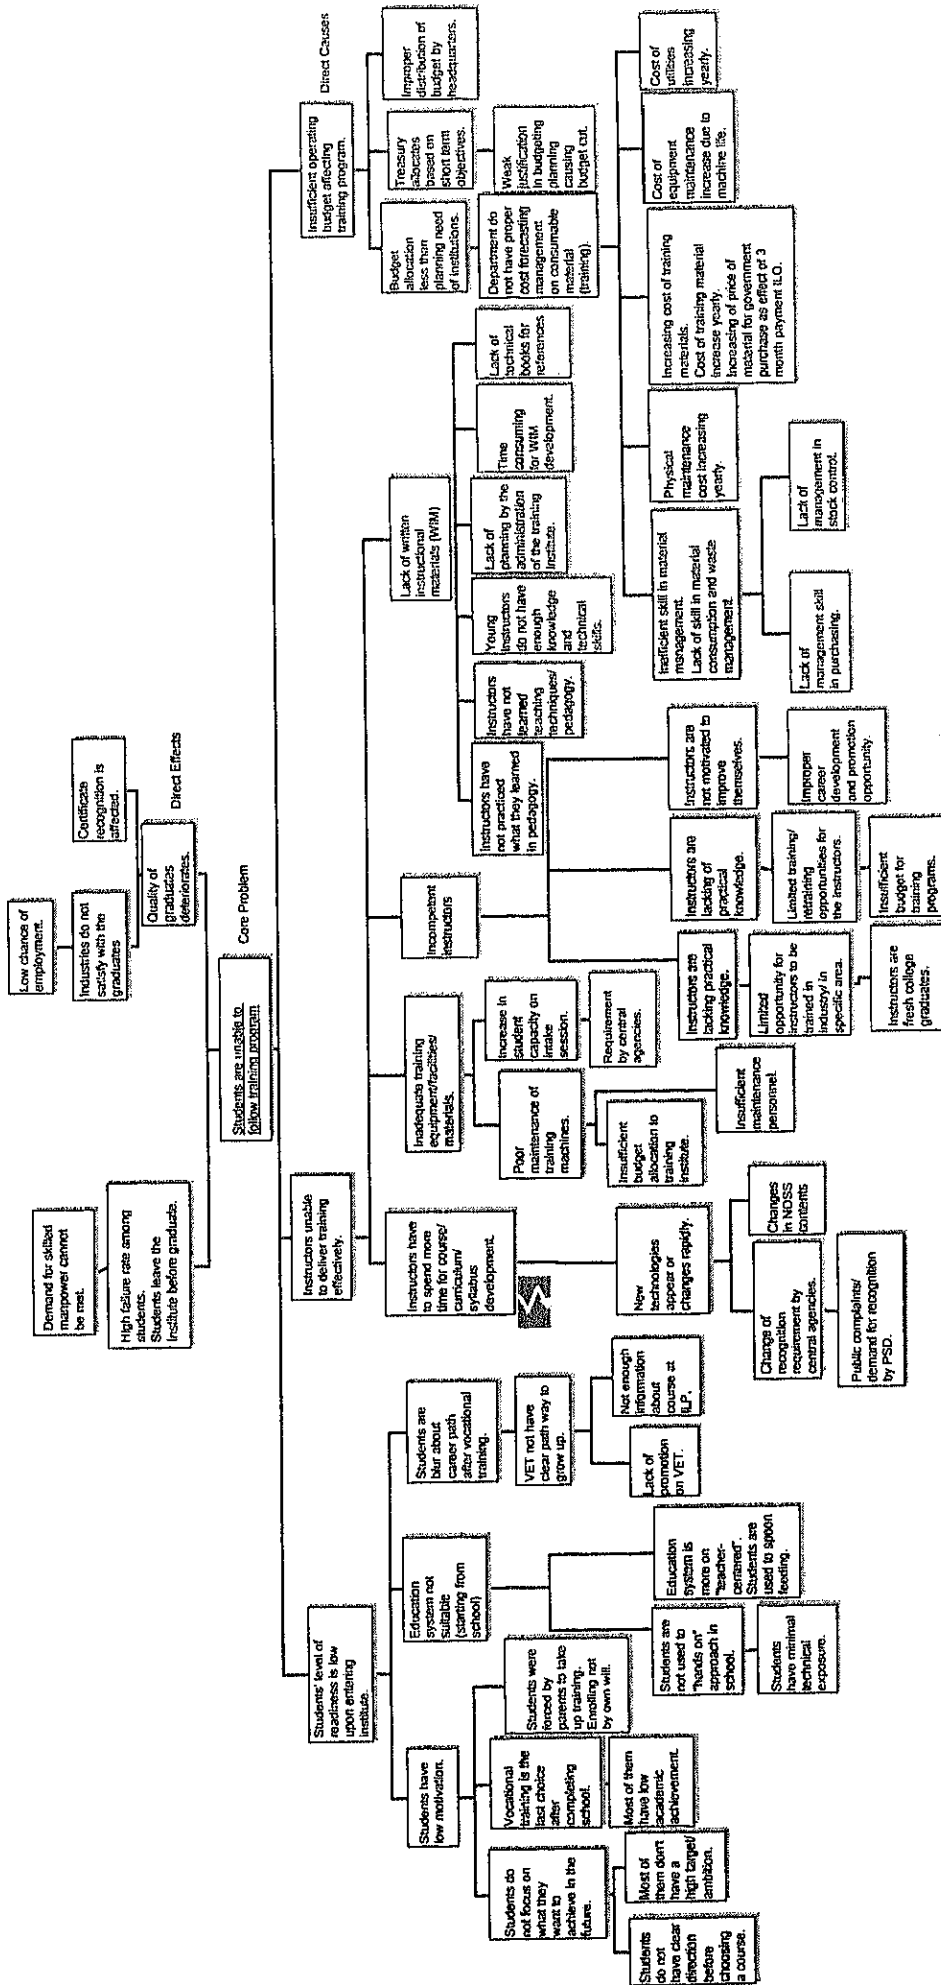 Demand for skilled
manpower cannot
be met.
High failure rate among
students.
Students leave the
Institute before graduate.
Low chance of
employment.
Industries do not
satisfy with the
graduates
Certificate
recognition is
affected.
Quality of
graduates
deteriorates.
Direct Effects
Students are unable to
follow training program
Core Problem
Students' level of
readiness is low
upon entering
institute.
Instructors unable
to deliver training
effectively.
Insufficient operating
budget affecting
training program.
Direct Causes
Students have
low motivation.
Education
system not
suitable
(starting from
school)
Students are
blur about
career path
after vocational
training.
Students do
not focus on
what they
want to
achieve in the
future.
Vocational
training is the
last choice
after
completing
school.
Students were
forced by
parents to take
up training.
Enrolling not
by own will.
Students
do not
have clear
direction
before
choosing
a course.
Most of
them don't
have a
high target/
ambition.
Most of them
have low
academic
achievement.
Students are
not used to
"hands on"
approach in
school.
Students
have minimal
technical
exposure.
Education
system is
more on
"teacher-
centered".
Students are
used to spoon
feeding.
VET not have
clear path way to
grow up.
Lack of
promotion
on VET.
Not enough
information
about
course at
ILP.
Instructors have
to spend more
time for course/
curriculum/
syllabus
development.
New
technologies
appear or
changes rapidly.
Change of
recognition
requirement by
central agencies.
Changes
in NOSS
contents
Public complaints/
demand for recognition
by PSD.
Inadequate training
equipment/facilities/
materials.
Poor
maintenance of
training
machines.
Increase in
student
capacity on
intake
session.
Requirement
by central
agencies.
Insufficient
budget
allocation to
training
institute.
Insufficient
maintenance
personnel.
Incompetent
instructors
Instructors are
lacking practical
knowledge.
Limited
opportunity for
instructors to be
trained in
industry/ in
specific area.
Instructors are
fresh college
graduates.
Instructors are
lacking of
practical
knowledge.
Limited training/
retraining
opportunities for
the instructors.
Insufficient
budget for
training
programs.
Instructors are
not motivated to
improve
themselves.
Improper
career
development
and promotion
opportunity.
Lack of written
instructional
materials (WIM)
Instructors have
not practiced
what they learned
in pedagogy.
Instructors
have not
learned
teaching
techniques/
pedagogy.
Young
instructors
do not have
enough
knowledge
and
technical
skills.
Lack of
planning by the
administration
of the training
Institute.
Time
consuming
for WIM
development.
Lack of
technical
books for
references
Budget
allocation
less than
planning need
of institutions.
Treasury
allocates
based on
short term
objectives.
Improper
distribution of
budget by
headquarters.
Department do
not have proper
cost forecasting
management
on consumable
material
(training).
Weak
justification
in budgeting
planning
causing
budget cut.
Inefficient skill in material
management.
Lack of skill in material
consumption and waste
management.
Physical
maintenance
cost increasing
yearly.
Increasing cost of training
materials.
Cost of training material
increase yearly.
Increasing of price of
material for government
purchase as effect of 3
month payment ILO.
Cost of
equipment
maintenance
increase due to
machine life.
Cost of
utilities
increasing
yearly.
Lack of
management skill
in purchasing.
Lack of
management in
stock control.